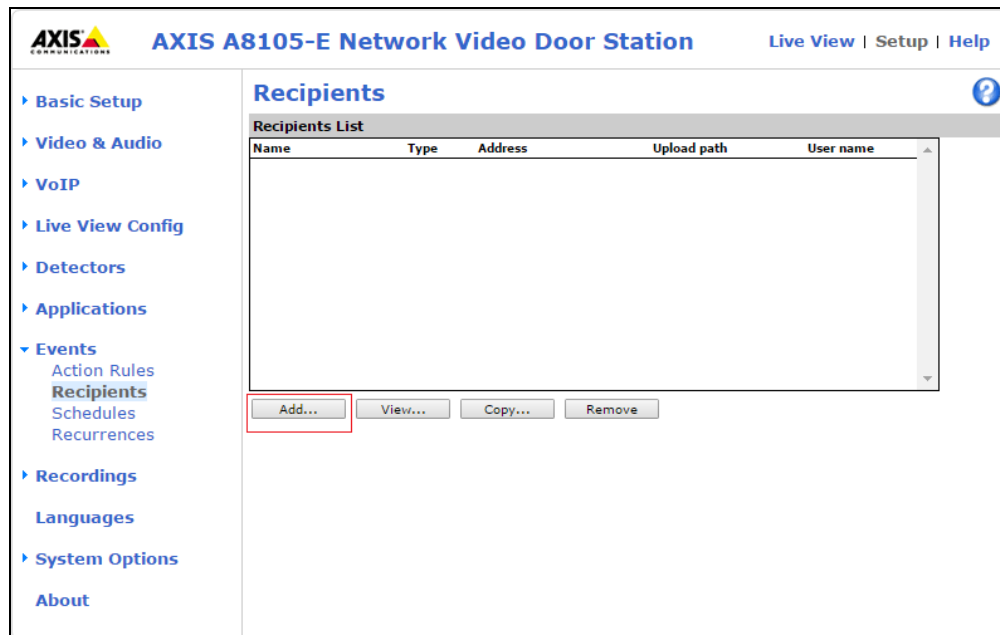 AXIS
COMMUNICATIONS
AXIS A8105-E Network Video Door Station
Live View | Setup | Help
Basic Setup
Video & Audio
VoIP
Live View Config
Detectors
Applications
Events
Action Rules
Recipients
Schedules
Recurrences
Recordings
Languages
System Options
About
Recipients
?
Recipients List
Name Type Address Upload path User name
Add... View... Copy... Remove